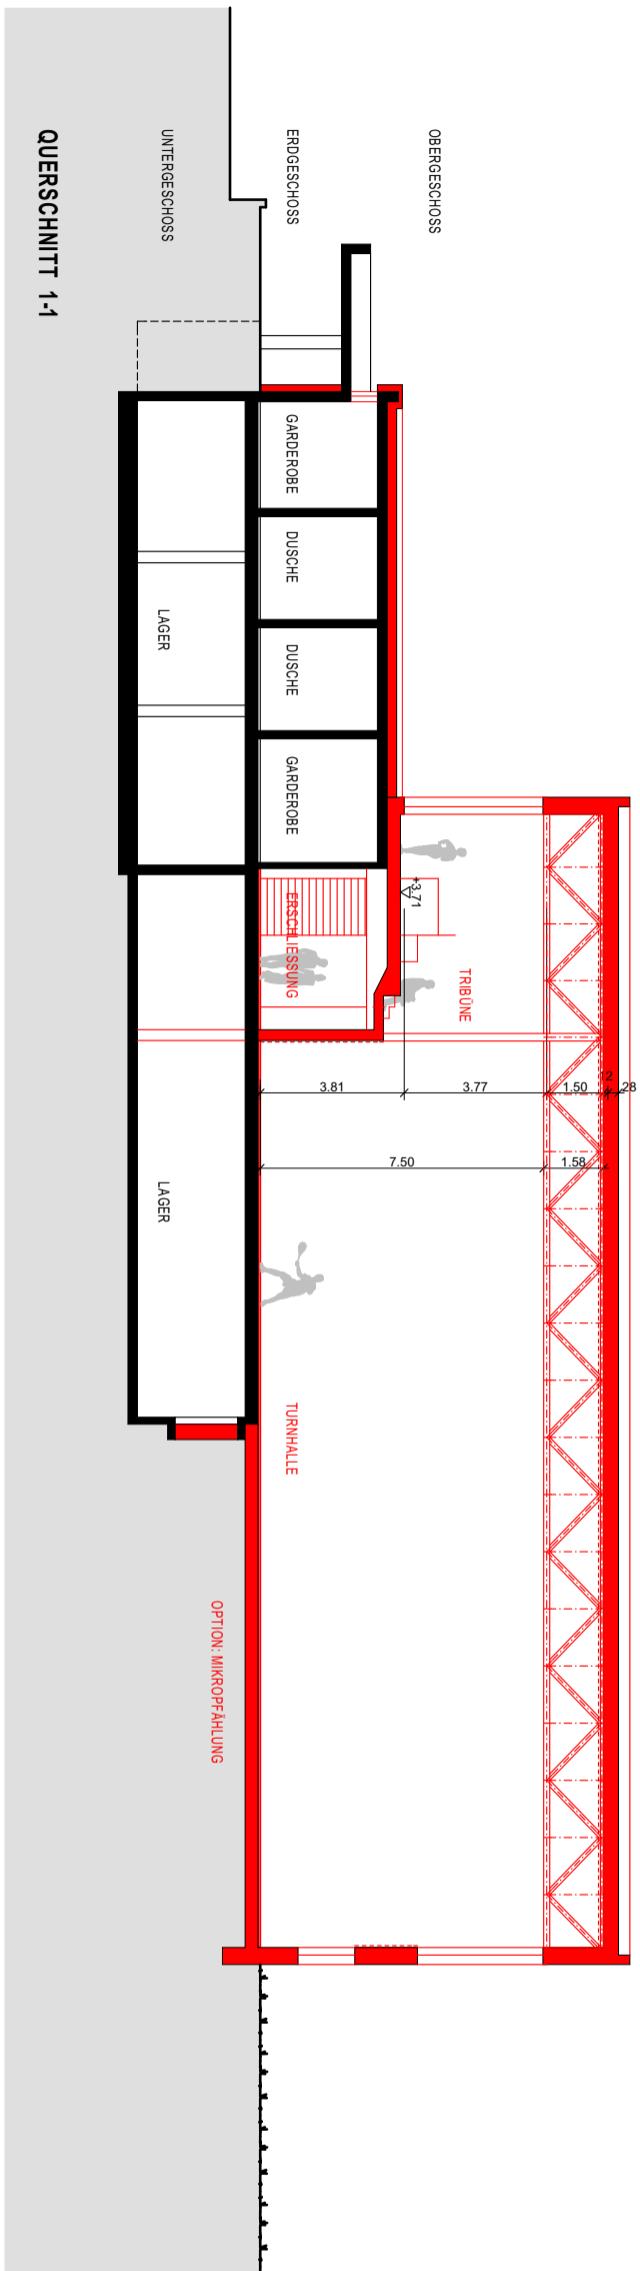 OBERGESCHOSS
ERDGESCHOSS
UNTERGESCHOSS
QUERSCHNITT 1-1
GARDEROBE
DUSCHE
DUSCHE
GARDEROBE
ERSCHLIESSUNG
+3.71
TRIBÜNE
LAGER
LAGER
3.81
3.77
1.50
12
28
7.50
1.58
TURNHALLE
OPTION: MIKROPFÄHLUNG